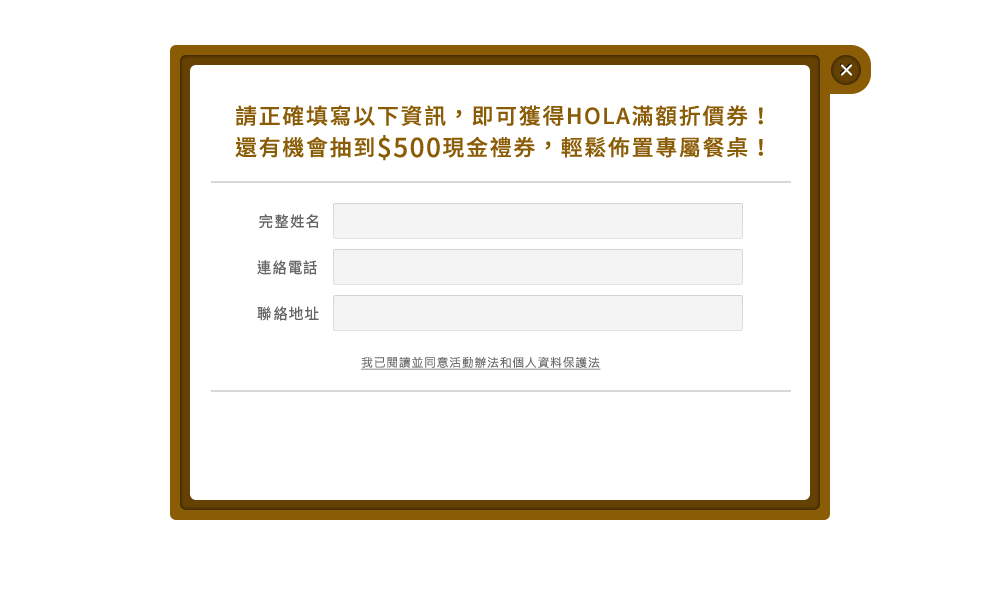 請正確填寫以下資訊，即可獲得HOLA滿額折價券！
還有機會抽到$500現金禮券，輕鬆佈置專屬餐桌！
完整姓名
連絡電話
聯絡地址
我已閱讀並同意活動辦法和個人資料保護法